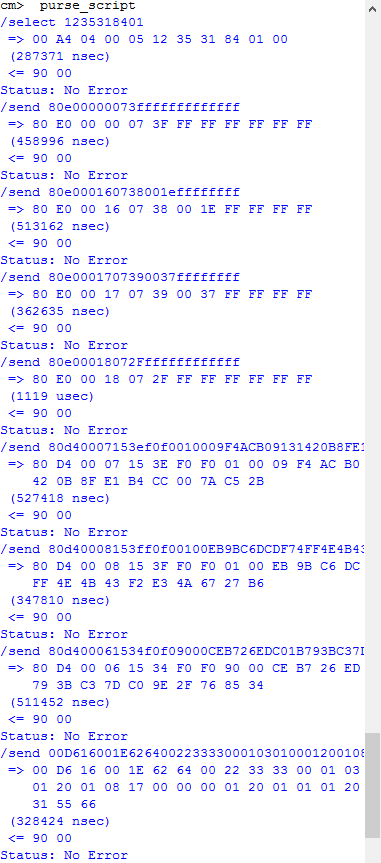 cm>  purse_script
/select 1235318401
 => 00 A4 04 00 05 12 35 31 84 01 00
 (287371 nsec)
 <= 90 00
Status: No Error
/send 80e00000073fffffffffffff
 => 80 E0 00 00 07 3F FF FF FF FF FF FF
 (458996 nsec)
 <= 90 00
Status: No Error
/send 80e000160738001effffffff
 => 80 E0 00 16 07 38 00 1E FF FF FF FF
 (513162 nsec)
 <= 90 00
Status: No Error
/send 80e0001707390037ffffffff
 => 80 E0 00 17 07 39 00 37 FF FF FF FF
 (362635 nsec)
 <= 90 00
Status: No Error
/send 80e00018072Fffffffffffff
 => 80 E0 00 18 07 2F FF FF FF FF FF FF
 (1119 usec)
 <= 90 00
Status: No Error
/send 80d40007153ef0f0010009F4ACB09131420B8FE1
 => 80 D4 00 07 15 3E F0 F0 01 00 09 F4 AC B0
    42 0B 8F E1 B4 CC 00 7A C5 2B
 (527418 nsec)
 <= 90 00
Status: No Error
/send 80d40008153ff0f00100EB9BC6DCDF74FF4E4B43
 => 80 D4 00 08 15 3F F0 F0 01 00 EB 9B C6 DC
    FF 4E 4B 43 F2 E3 4A 67 27 B6
 (347810 nsec)
 <= 90 00
Status: No Error
/send 80d400061534f0f09000CEB726EDC01B793BC37D
 => 80 D4 00 06 15 34 F0 F0 90 00 CE B7 26 ED
    79 3B C3 7D C0 9E 2F 76 85 34
 (511452 nsec)
 <= 90 00
Status: No Error
/send 00D616001E626400223333000103010001200108
 => 00 D6 16 00 1E 62 64 00 22 33 33 00 01 03
    01 20 01 08 17 00 00 00 01 20 01 01 01 20
    31 55 66
 (328424 nsec)
 <= 90 00
Status: No Error